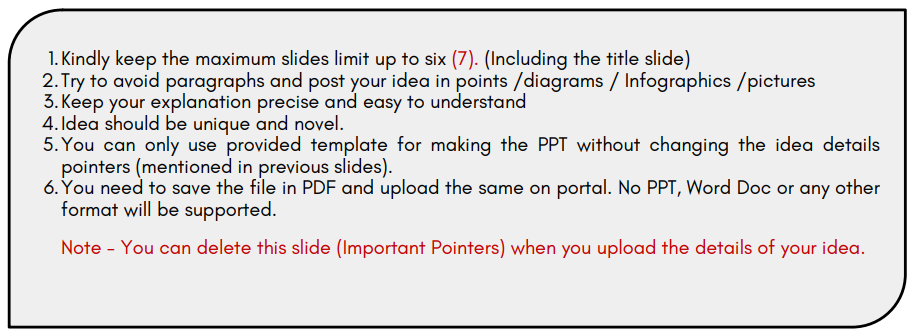 1. Kindly keep the maximum slides limit up to six (7). (Including the title slide)
2. Try to avoid paragraphs and post your idea in points /diagrams / Infographics /pictures
3. Keep your explanation precise and easy to understand
4. Idea should be unique and novel.
5. You can only use provided template for making the PPT without changing the idea details
pointers (mentioned in previous slides).
6. You need to save the file in PDF and upload the same on portal. No PPT, Word Doc or any other
format will be supported.
Note - You can delete this slide (Important Pointers) when you upload the details of your idea.